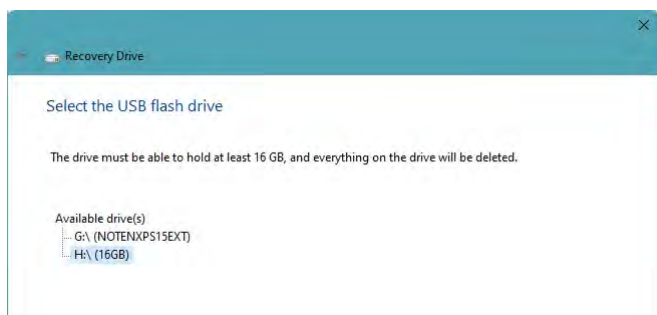 Recovery Drive
Select the USB flash drive
The drive must be able to hold at least 16 GB, and everything on the drive will be deleted.
Available drive(s)
G:\ (NOTENXPS15EXT)
H:\ (16GB)